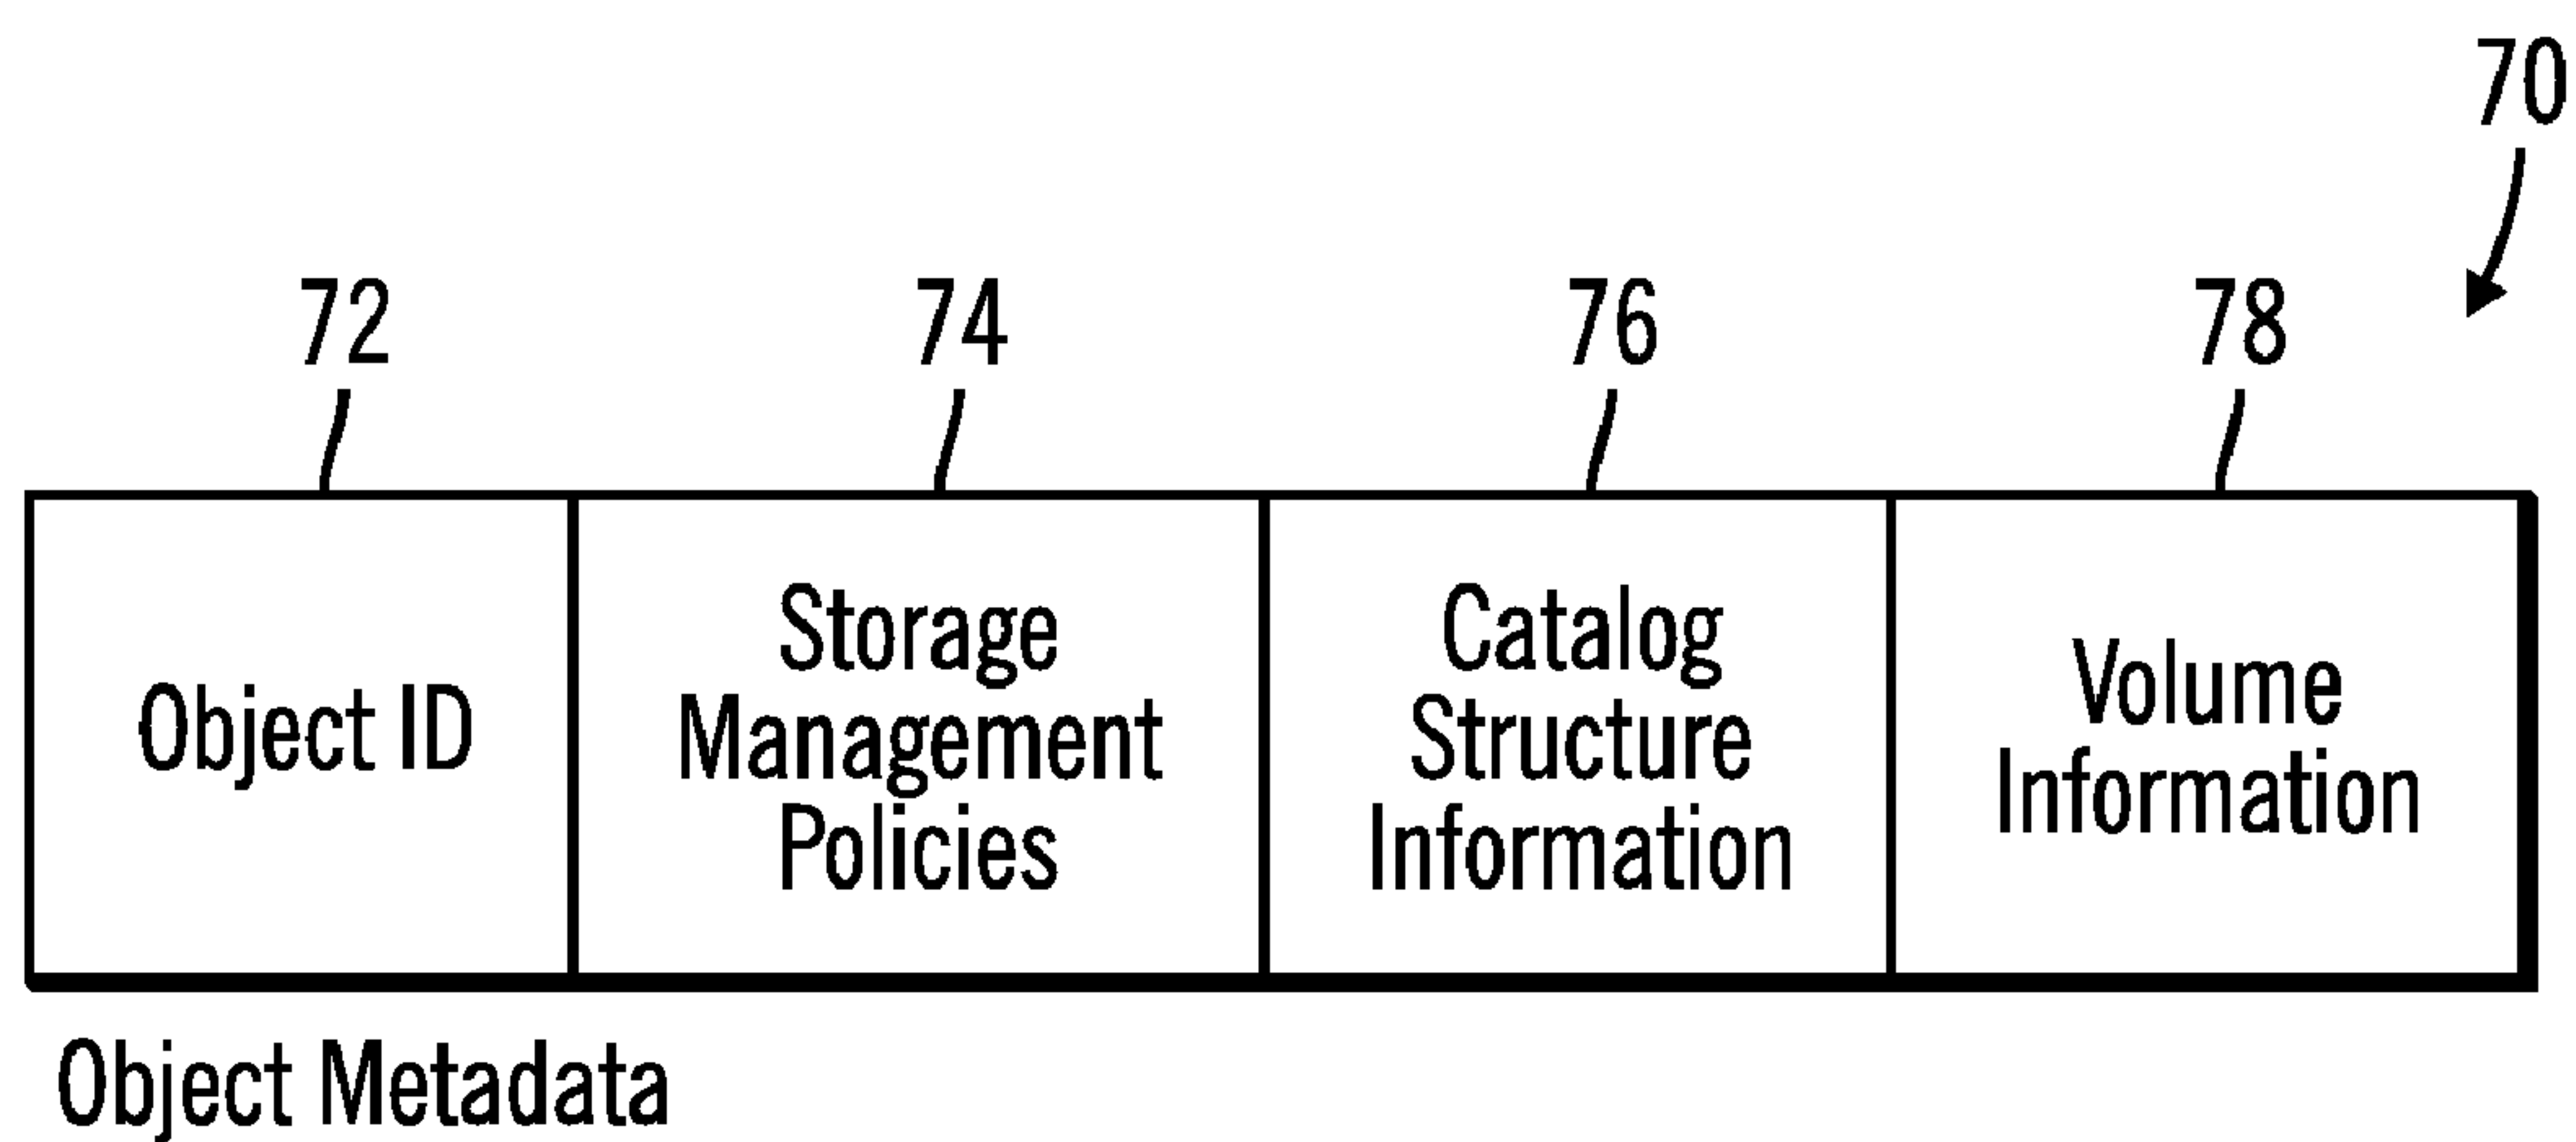 70
72
74
76
78
Object ID
Storage
Management
Policies
Catalog
Structure
Information
Volume
Information
Object Metadata